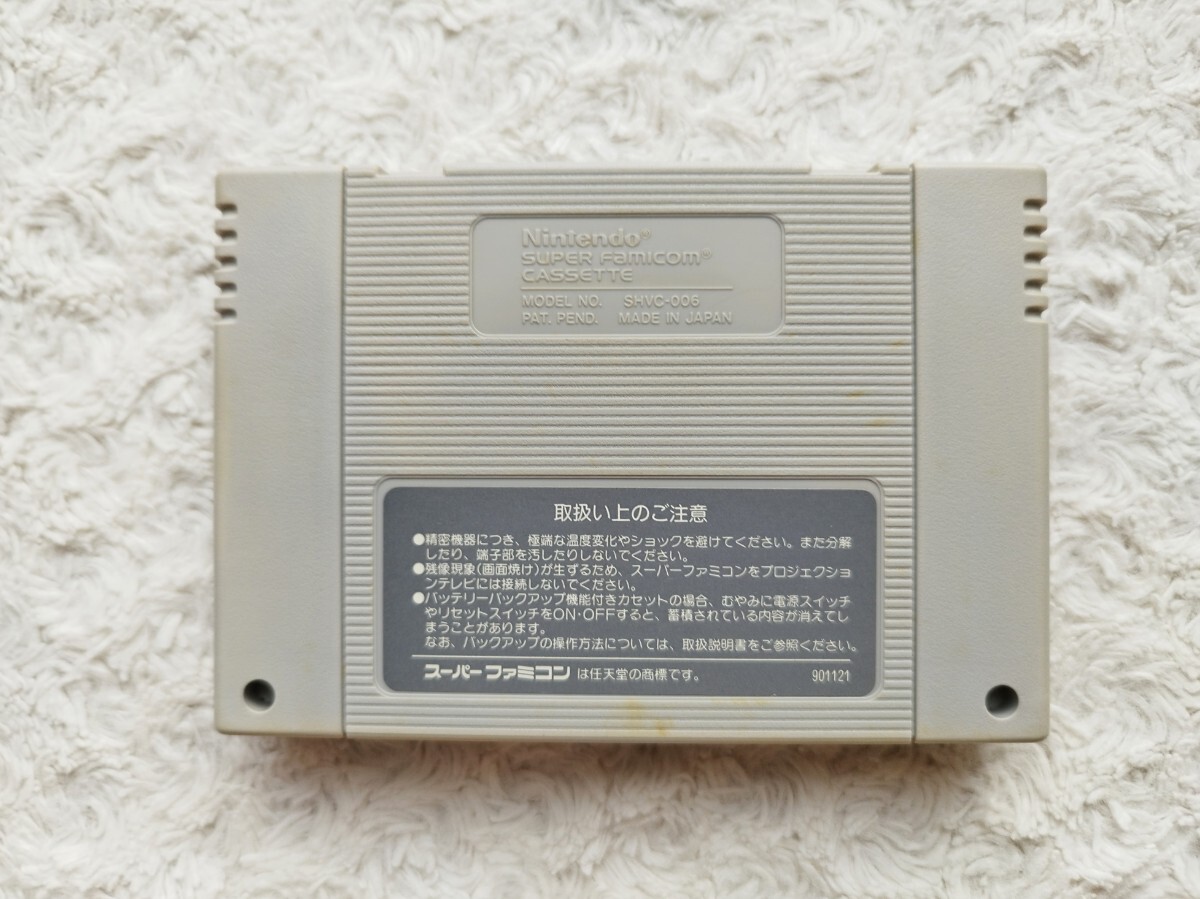 Nintendo®
SUPER FAMICOM®
CASSETTE
MODEL NO. SHVC-006
PAT. PEND. MADE IN JAPAN
取扱い上のご注意
●精密機器につき、極端な温度変化やショックを避けてください。また分解
したり、端子部を汚したりしないでください。
●残像現象(画面焼け)が生ずるため、スーパーファミコンをプロジェクショ
ンテレビには接続しないでください。
●バッテリーバックアップ機能付きカセットの場合、むやみに電源スイッチ
やリセットスイッチをON・OFFすると、蓄積されている内容が消えてし
まうことがあります。
なお、バックアップの操作方法については、取扱説明書をご参照ください。
スーパーファミコン は任天堂の商標です。 901121